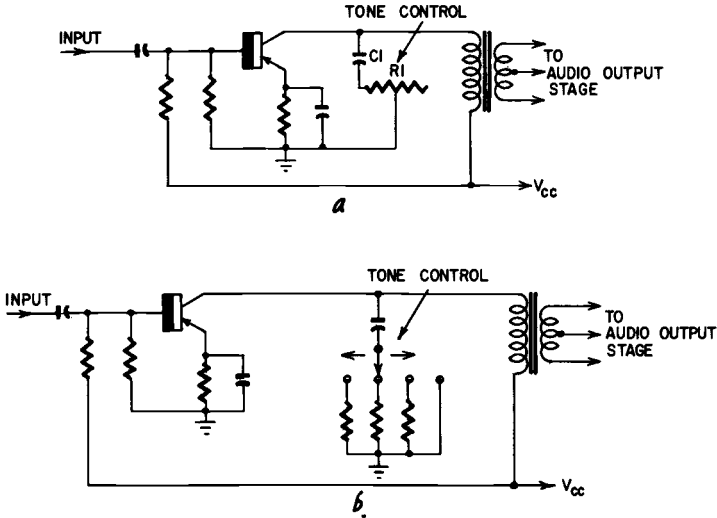 TONE CONTROL
INPUT
C1
R1
TO
AUDIO OUTPUT
STAGE
Vcc
a
TONE CONTROL
INPUT
TO
AUDIO OUTPUT
STAGE
Vcc
b.